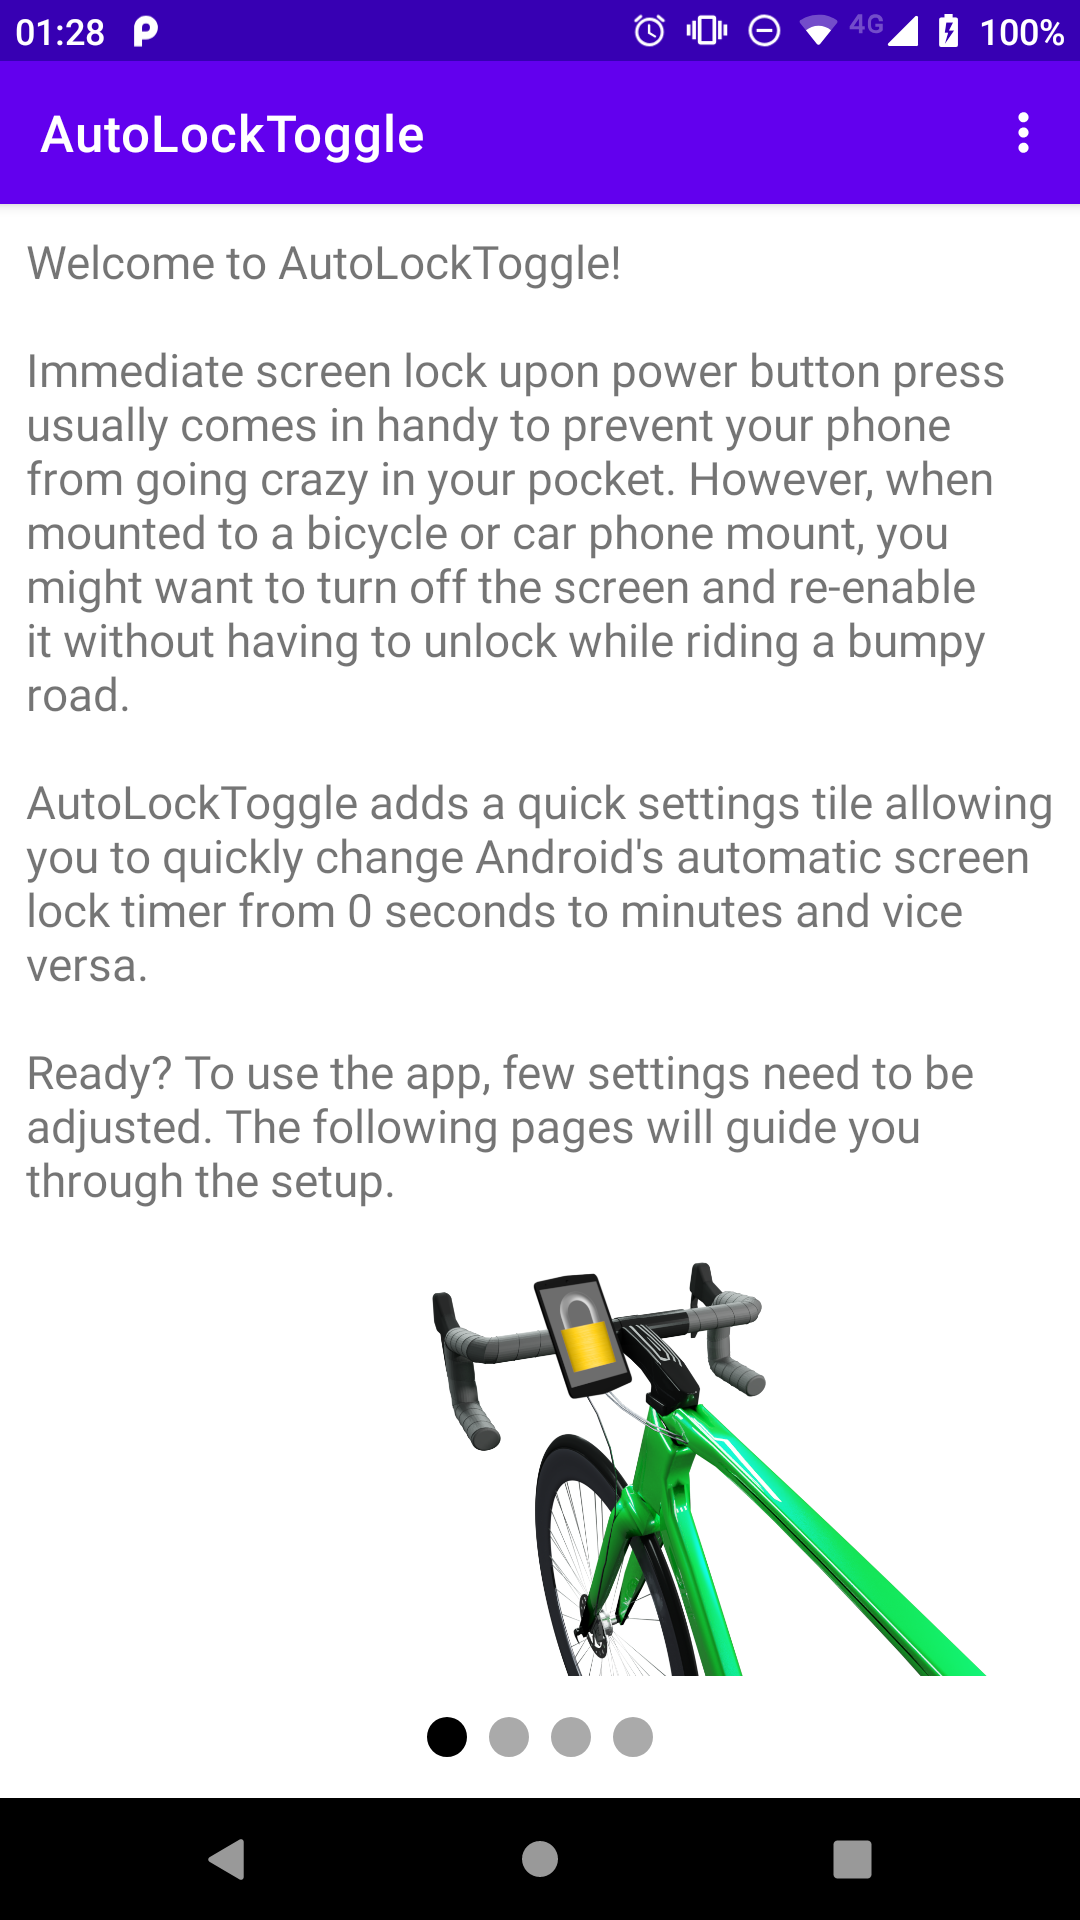 01:28
4G
100%
AutoLockToggle
Welcome to AutoLockToggle!
Immediate screen lock upon power button press
usually comes in handy to prevent your phone
from going crazy in your pocket. However, when
mounted to a bicycle or car phone mount, you
might want to turn off the screen and re-enable
it without having to unlock while riding a bumpy
road.
AutoLockToggle adds a quick settings tile allowing
you to quickly change Android's automatic screen
lock timer from 0 seconds to minutes and vice
versa.
Ready? To use the app, few settings need to be
adjusted. The following pages will guide you
through the setup.